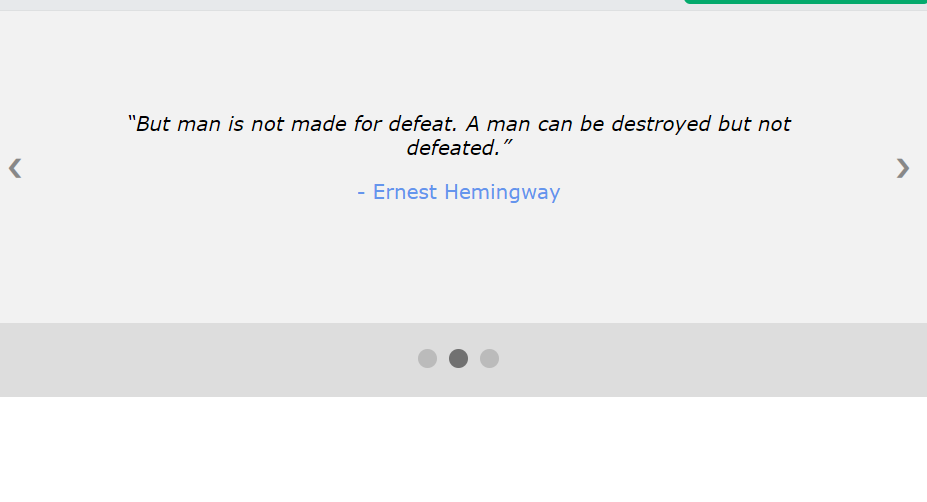 “But man is not made for defeat. A man can be destroyed but not
defeated.”
- Ernest Hemingway